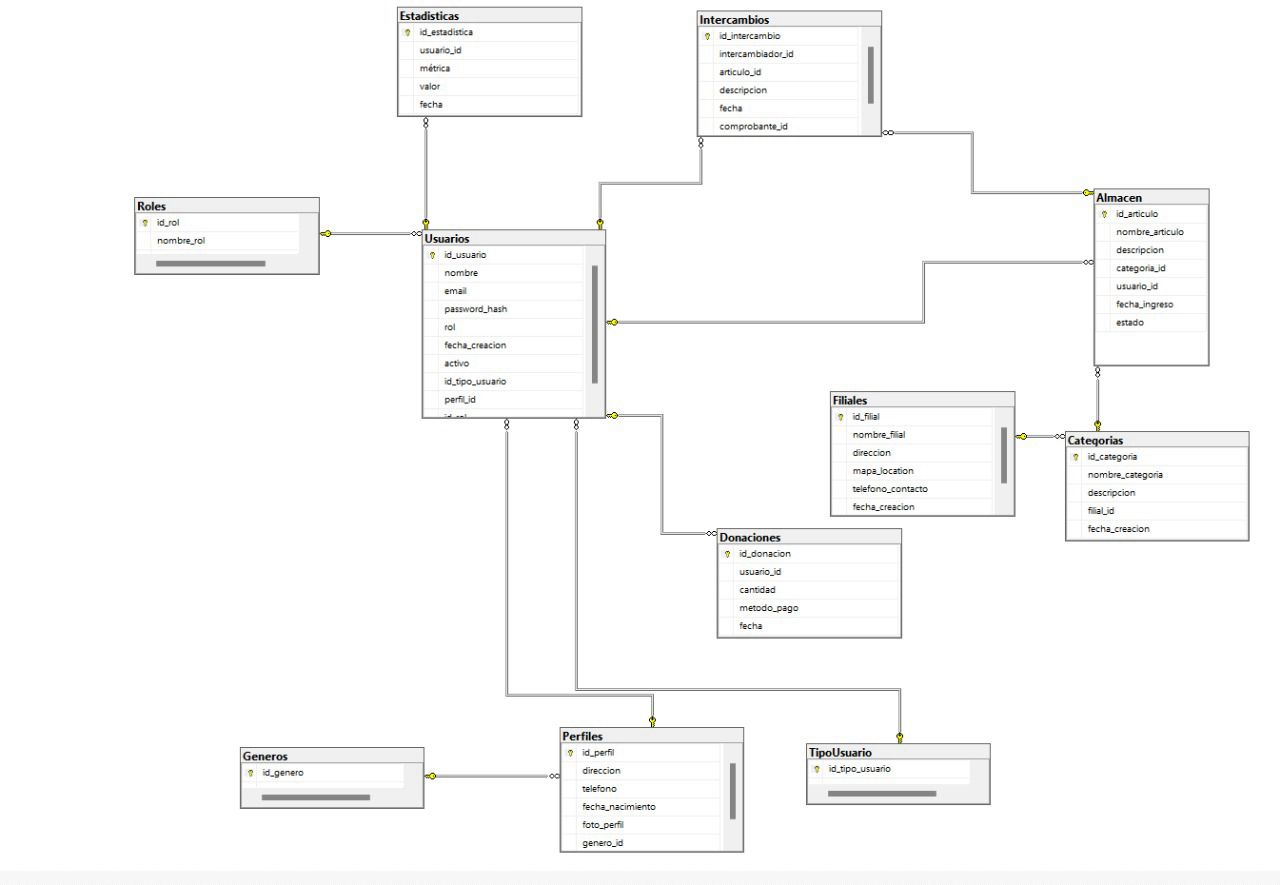 Estadisticas
id_estadistica
usuario_id
métrica
valor
fecha
Intercambios
id_intercambio
intercambiador_id
articulo_id
descripcion
fecha
comprobante_id
Roles
id_rol
nombre_rol
Usuarios
id_usuario
nombre
email
password_hash
rol
fecha_creacion
activo
id_tipo_usuario
perfil_id
id_rol
Almacen
id_articulo
nombre_articulo
descripcion
categoria_id
usuario_id
fecha_ingreso
estado
Filiales
id_filial
nombre_filial
direccion
mapa_location
telefono_contacto
fecha_creacion
Categorias
id_categoria
nombre_categoria
descripcion
filial_id
fecha_creacion
Donaciones
id_donacion
usuario_id
cantidad
metodo_pago
fecha
Generos
id_genero
Perfiles
id_perfil
direccion
telefono
fecha_nacimiento
foto_perfil
genero_id
TipoUsuario
id_tipo_usuario